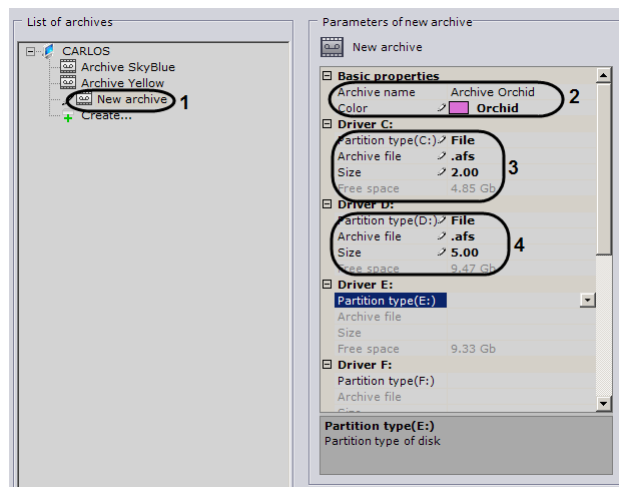 List of archives
CARLOS
Archive SkyBlue
Archive Yellow
New archive 1
Create...
Parameters of new archive
New archive
Basic properties
Archive name Archive Orchid
Color Orchid 2
Driver C:
Partition type(C:) File
Archive file .afs
Size 2.00 3
Free space 4.85 Gb
Driver D:
Partition type(D:) File
Archive file .afs
Size 5.00 4
Free space 9.47 Gb
Driver E:
Partition type(E:)
Archive file
Size
Free space 9.33 Gb
Driver F:
Partition type(F:)
Archive file
Size
Partition type(E:)
Partition type of disk